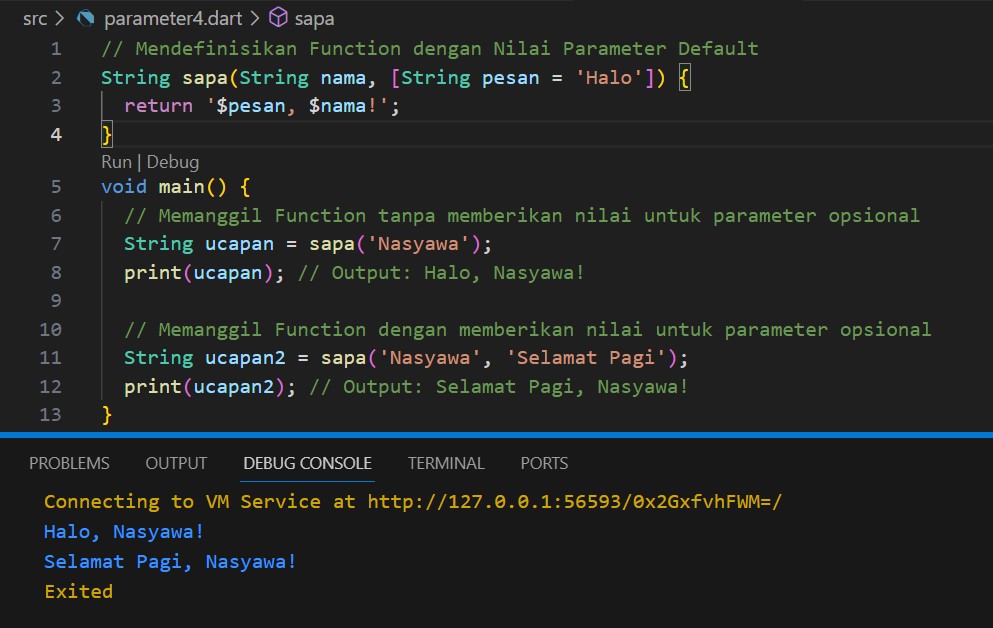 src > parameter4.dart > sapa
1 // Mendefinisikan Function dengan Nilai Parameter Default
2 String sapa(String nama, [String pesan = 'Halo']) {
3   return '$pesan, $nama!';
4 }
Run | Debug
5 void main() {
6   // Memanggil Function tanpa memberikan nilai untuk parameter opsional
7   String ucapan = sapa('Nasyawa');
8   print(ucapan); // Output: Halo, Nasyawa!
9
10   // Memanggil Function dengan memberikan nilai untuk parameter opsional
11   String ucapan2 = sapa('Nasyawa', 'Selamat Pagi');
12   print(ucapan2); // Output: Selamat Pagi, Nasyawa!
13 }
PROBLEMS OUTPUT DEBUG CONSOLE TERMINAL PORTS
Connecting to VM Service at http://127.0.0.1:56593/0x2GxfvhFWM=/
Halo, Nasyawa!
Selamat Pagi, Nasyawa!
Exited